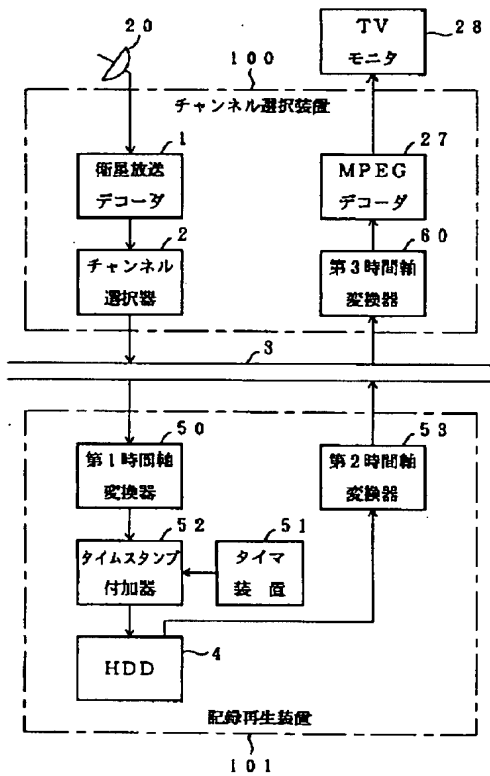 20
TV
モニタ
28
100
チャンネル選択装置
1
衛星放送
デコーダ
27
MPEG
デコーダ
2
チャンネル
選択器
60
第3時間軸
変換器
3
50
第1時間軸
変換器
53
第2時間軸
変換器
52
タイムスタンプ
付加器
51
タイマ
装置
HDD
4
記録再生装置
101